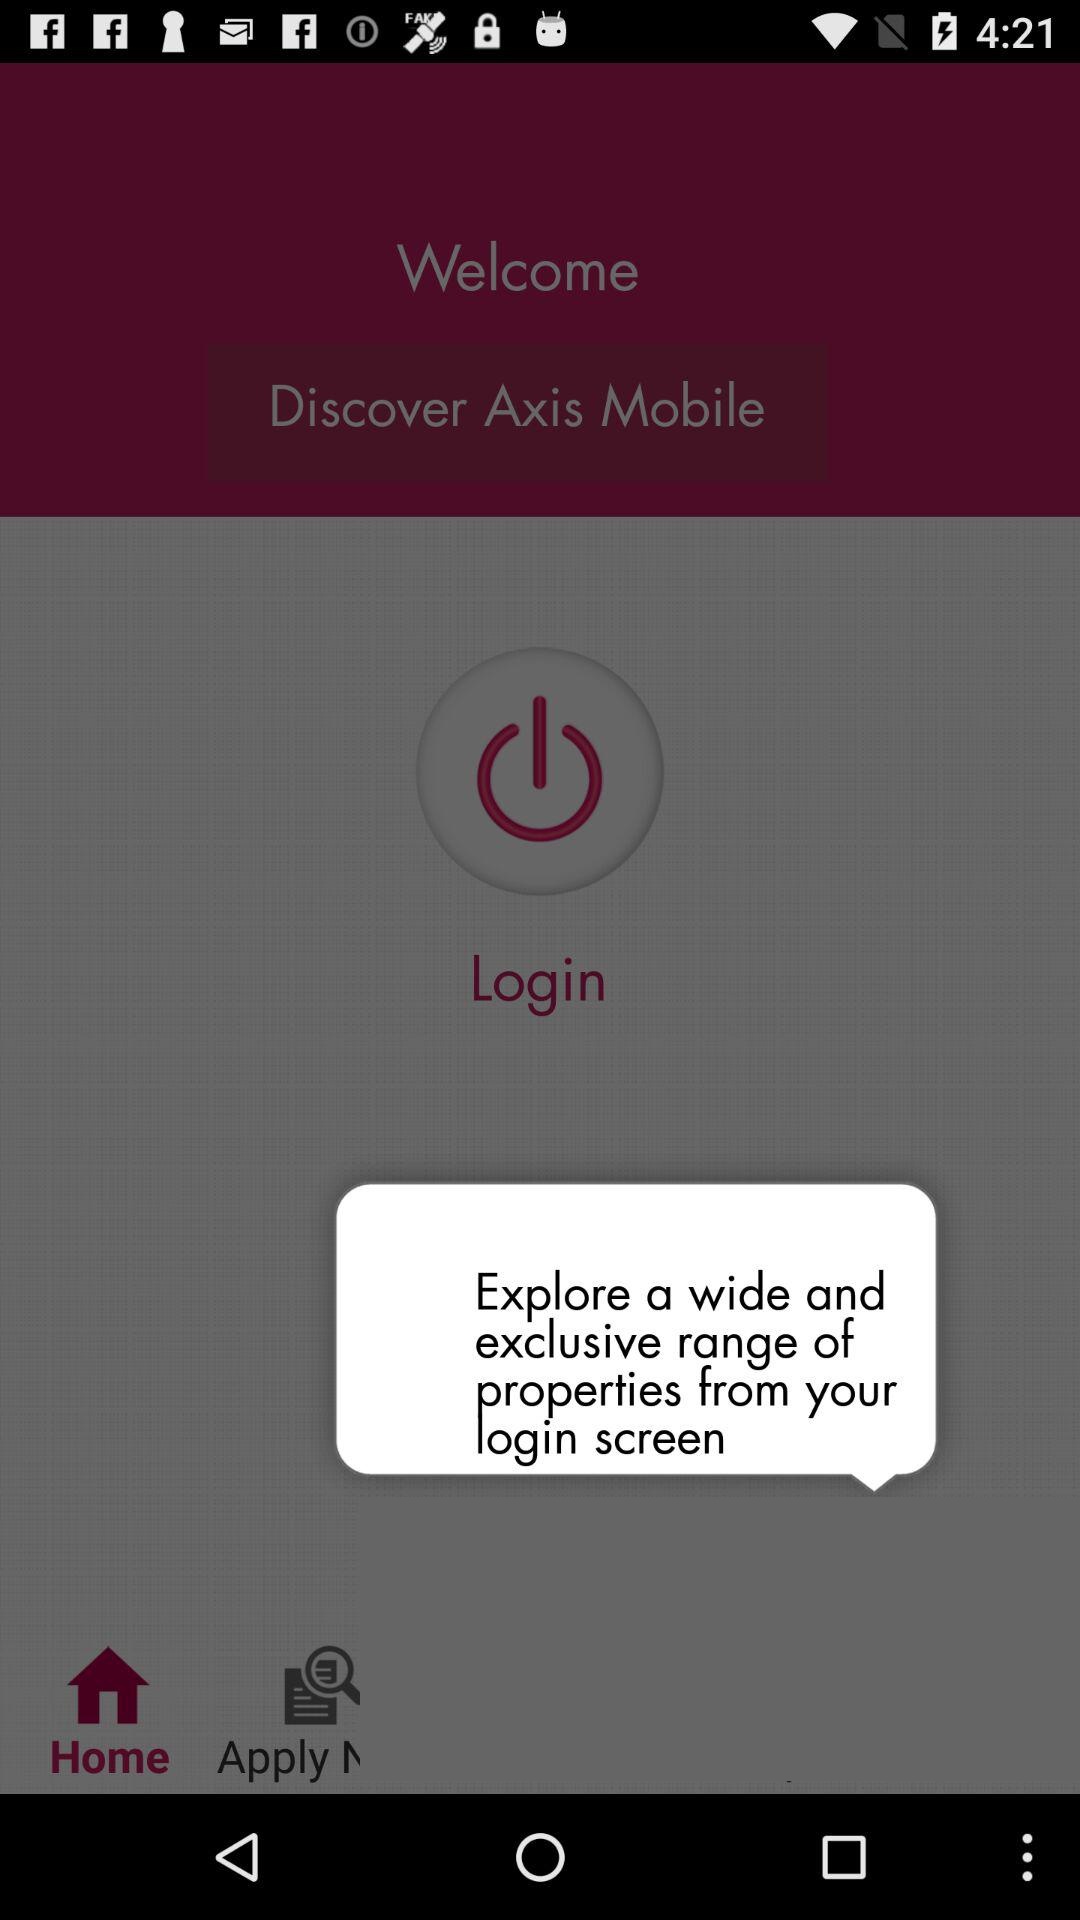 FAKE
4:21
Welcome
Discover Axis Mobile
Login
Explore a wide and
exclusive range of
properties from your
login screen
Home
Apply